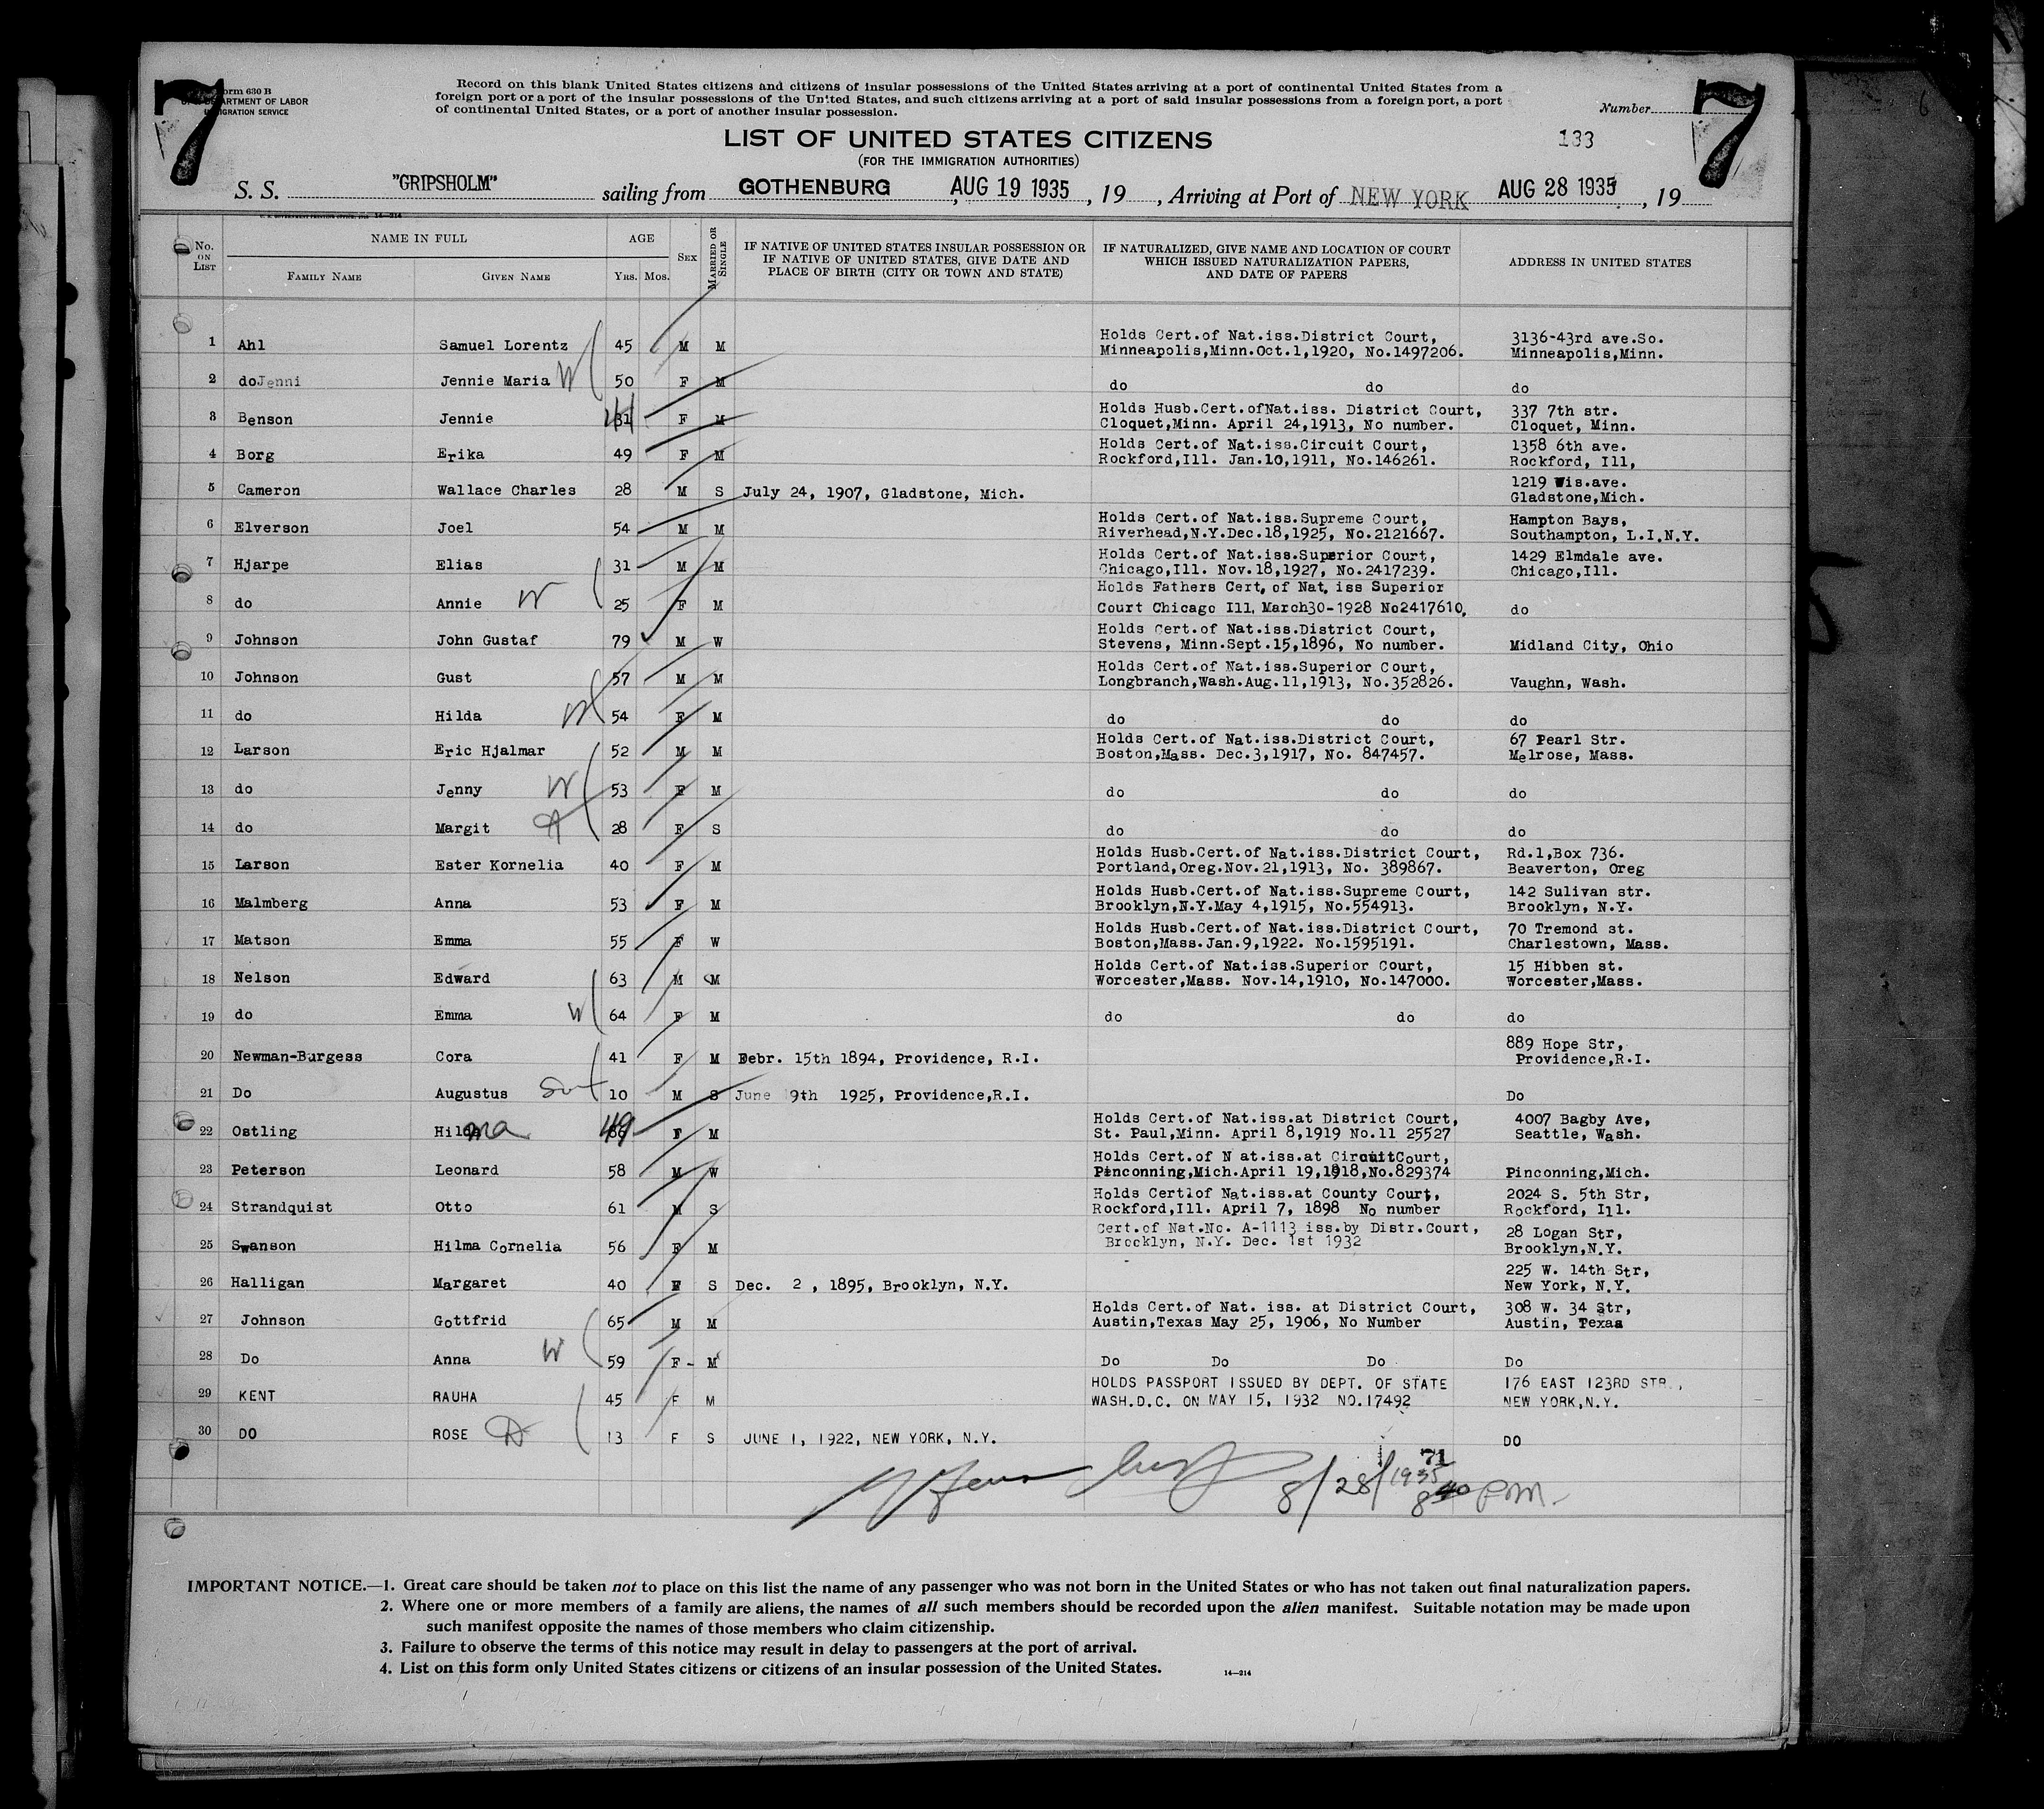 7
Form 630 B
U. S. DEPARTMENT OF LABOR
IMMIGRATION SERVICE
Record on this blank United States citizens and citizens of insular possessions of the United States arriving at a port of continental United States from a
foreign port or a port of the insular possessions of the United States, and such citizens arriving at a port of said insular possessions from a foreign port, a port
of continental United States, or a port of another insular possession.
Number
7
LIST OF UNITED STATES CITIZENS
133
(FOR THE IMMIGRATION AUTHORITIES)
S. S. "GRIPSHOLM" sailing from GOTHENBURG, AUG 19 1935, 19 , Arriving at Port of NEW YORK AUG 28 1935, 19
14-214
No. ON LIST NAME IN FULL AGE SEX MARRIED OR SINGLE IF NATIVE OF UNITED STATES INSULAR POSSESSION OR IF NATIVE OF UNITED STATES, GIVE DATE AND PLACE OF BIRTH (CITY OR TOWN AND STATE) IF NATURALIZED, GIVE NAME AND LOCATION OF COURT WHICH ISSUED NATURALIZATION PAPERS, AND DATE OF PAPERS ADDRESS IN UNITED STATES
FAMILY NAME GIVEN NAME YRS. MOS.
Holds Cert.of Nat.iss.District Court, 3136-43rd ave.So.
1 Ahl Samuel Lorentz 45 M M Minneapolis,Minn.Oct.1,1920, No.1497206. Minneapolis,Minn.
2 doJenni Jennie Maria W 50 F M do do do
Holds Husb.Cert.ofNat.iss. District Court, 337 7th str.
3 Benson Jennie 31 41 F M Cloquet,Minn. April 24,1913, No number. Cloquet, Minn.
Holds Cert.of Nat.iss.Circuit Court, 1358 6th ave.
4 Borg Erika 49 F M Rockford,Ill. Jan.10,1911, No.146261. Rockford, Ill,
1219 Wis.ave.
5 Cameron Wallace Charles 28 M S July 24, 1907, Gladstone, Mich. Gladstone,Mich.
Holds Cert.of Nat.iss.Supreme Court, Hampton Bays,
6 Elverson Joel 54 M M Riverhead,N.Y.Dec.18,1925, No.2121667. Southampton, L.I.N.Y.
Holds Cert.of Nat.iss.Superior Court, 1429 Elmdale ave.
7 Hjarpe Elias 31 M M Chicago,Ill. Nov.18,1927, No.2417239. Chicago,Ill.
Holds Fathers Cert. of Nat. iss Superior
8 do Annie W 25 F M Court Chicago Ill. March30-1928 No2417610. do
Holds Cert.of Nat.iss.District Court,
9 Johnson John Gustaf 79 M W Stevens, Minn.Sept.15,1896, No number. Midland City, Ohio
Holds Cert.of Nat.iss.Superior Court,
10 Johnson Gust 57 M M Longbranch,Wash.Aug.11,1913, No.352826. Vaughn, Wash.
11 do Hilda W 54 F M do do do
Holds Cert.of Nat.iss.District Court, 67 Pearl Str.
12 Larson Eric Hjalmar 52 M M Boston,Mass. Dec.3,1917, No. 847457. Melrose, Mass.
13 do Jenny W 53 F M do do do
14 do Margit 28 F S do do do
Holds Husb.Cert.of Nat.iss.District Court, Rd.1,Box 736.
15 Larson Ester Kornelia 40 F M Portland,Oreg.Nov.21,1913, No. 389867. Beaverton, Oreg
Holds Husb.Cert.of Nat.iss.Supreme Court, 142 Sulivan str.
16 Malmberg Anna 53 F M Brooklyn,N.Y.May 4,1915, No.554913. Brooklyn, N.Y.
Holds Husb.Cert.of Nat.iss.District Court, 70 Tremond st.
17 Matson Emma 55 F W Boston,Mass.Jan.9,1922. No.1595191. Charlestown, Mass.
Holds Cert.of Nat.iss.Superior Court, 15 Hibben st.
18 Nelson Edward 63 M M Worcester,Mass. Nov.14,1910, No.147000. Worcester,Mass.
19 do Emma W 64 F M do do do
889 Hope Str,
20 Newman-Burgess Cora 41 F M Febr. 15th 1894, Providence, R.I. Providence,R.I.
21 Do Augustus Son 10 M S June 9th 1925, Providence,R.I. Do
Holds Cert.of Nat.iss.at District Court, 4007 Bagby Ave,
22 Ostling Hilma 49 F M St. Paul,Minn. April 8,1919 No.11 25527 Seattle, Wash.
Holds Cert.of N at.iss.at CircuitCourt,
23 Peterson Leonard 58 M W Pinconning,Mich.April 19,1918,No.829374 Pinconning,Mich.
Holds Cert1of Nat.iss.at County Court, 2024 S. 5th Str,
24 Strandquist Otto 61 M S Rockford,Ill. April 7, 1898 No number Rockford, Ill.
Cert.of Nat.No. A-1113 iss.by Distr.Court, 28 Logan Str,
25 Swanson Hilma Cornelia 56 F M Brooklyn, N.Y. Dec. 1st 1932 Brooklyn,N.Y.
225 W. 14th Str,
26 Halligan Margaret 40 F S Dec. 2 , 1895, Brooklyn, N.Y. New York, N.Y.
Holds Cert.of Nat. iss. at District Court, 308 W. 34 Str,
27 Johnson Gottfrid 65 M M Austin,Texas May 25, 1906, No Number Austin, Texas
28 Do Anna W 59 F - M Do Do Do Do
HOLDS PASSPORT ISSUED BY DEPT. OF STATE 176 EAST 123RD STR.,
29 KENT RAUHA 45 F M WASH.D.C. ON MAY 15, 1932 NO.17492 NEW YORK,N.Y.
30 DO ROSE D 13 F S JUNE 1, 1922, NEW YORK, N.Y. DO
71
8/28/1935
8 40 PM.
IMPORTANT NOTICE.—1. Great care should be taken not to place on this list the name of any passenger who was not born in the United States or who has not taken out final naturalization papers.
2. Where one or more members of a family are aliens, the names of all such members should be recorded upon the alien manifest. Suitable notation may be made upon
such manifest opposite the names of those members who claim citizenship.
3. Failure to observe the terms of this notice may result in delay to passengers at the port of arrival.
4. List on this form only United States citizens or citizens of an insular possession of the United States.
14—214